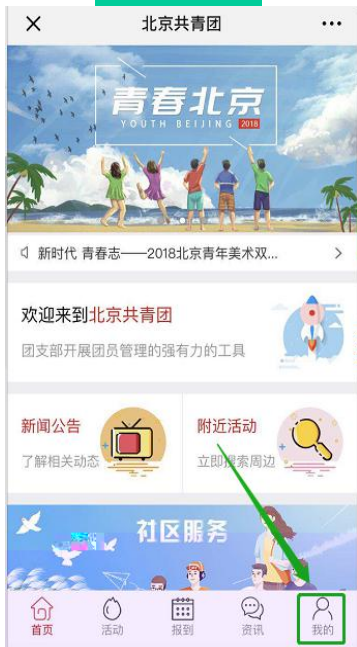 北京共青团
青春北京
YOUTH BEIJING 2018
新时代 青春志——2018北京青年美术双...
欢迎来到北京共青团
团支部开展团员管理的强有力的工具
新闻公告
了解相关动态
附近活动
立即搜索周边
社区服务
首页
活动
报到
资讯
我的